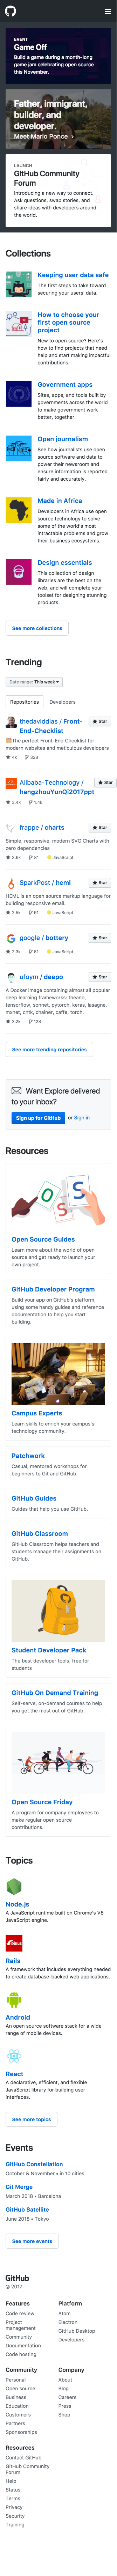 EVENT
Game Off
Build a game during a month-long
game jam celebrating open source
this November.
Father, immigrant,
builder, and
developer.
Meet Mario Ponce ›
LAUNCH
GitHub Community
Forum
Introducing a new way to connect.
Ask questions, swap stories, and
share ideas with developers around
the world.
Collections
Keeping user data safe
The first steps to take toward
securing your users' data.
How to choose your
first open source
project
New to open source? Here's
how to find projects that need
help and start making impactful
contributions.
Government apps
Sites, apps, and tools built by
governments across the world
to make government work
better, together.
Open journalism
See how journalists use open
source software and data to
power their newsroom and
ensure information is reported
fairly and accurately.
Made in Africa
Developers in Africa use open
source technology to solve
some of the world's most
intractable problems and grow
their business ecosystems.
Design essentials
This collection of design
libraries are the best on the
web, and will complete your
toolset for designing stunning
products.
See more collections
Trending
Date range: This week
Repositories
Developers
thedaviddias / Front-
End-Checklist
Star
The perfect Front-End Checklist for
modern websites and meticulous developers
4k 328
Alibaba-Technology /
hangzhouYunQi2017ppt
Star
3.4k 1.4k
frappe / charts
Star
Simple, responsive, modern SVG Charts with
zero dependencies
3.6k 81 JavaScript
SparkPost / heml
Star
HEML is an open source markup language for
building responsive email.
2.5k 81 JavaScript
google / bottery
Star
2.3k 81 JavaScript
ufoym / deepo
Star
A Docker image containing almost all popular
deep learning frameworks: theano,
tensorflow, sonnet, pytorch, keras, lasagne,
mxnet, cntk, chainer, caffe, torch.
2.2k 123
See more trending repositories
Want Explore delivered
to your inbox?
Sign up for GitHub or Sign in
Resources
Open Source Guides
Learn more about the world of open
source and get ready to launch your
own project.
GitHub Developer Program
Build your app on GitHub's platform,
using some handy guides and reference
documentation to help you start
building.
Campus Experts
Learn skills to enrich your campus's
technology community.
Patchwork
Casual, mentored workshops for
beginners to Git and GitHub.
GitHub Guides
Guides that help you use GitHub.
GitHub Classroom
GitHub Classroom helps teachers and
students manage their assignments on
GitHub.
Student Developer Pack
The best developer tools, free for
students
GitHub On Demand Training
Self-serve, on-demand courses to help
you get the most out of GitHub.
Open Source Friday
A program for company employees to
make regular open source
contributions.
Topics
Node.js
A JavaScript runtime built on Chrome's V8
JavaScript engine.
Rails
A framework that includes everything needed
to create database-backed web applications.
Android
An open source software stack for a wide
range of mobile devices.
React
A declarative, efficient, and flexible
JavaScript library for building user
interfaces.
See more topics
Events
GitHub Constellation
October & November • in 10 cities
Git Merge
March 2018 • Barcelona
GitHub Satellite
June 2018 • Tokyo
See more events
GitHub
© 2017
Features
Code review
Project
management
Community
Documentation
Code hosting
Platform
Atom
Electron
GitHub Desktop
Developers
Community
Personal
Open source
Business
Education
Customers
Partners
Sponsorships
Company
About
Blog
Careers
Press
Shop
Resources
Contact GitHub
GitHub Community
Forum
Help
Status
Terms
Privacy
Security
Training